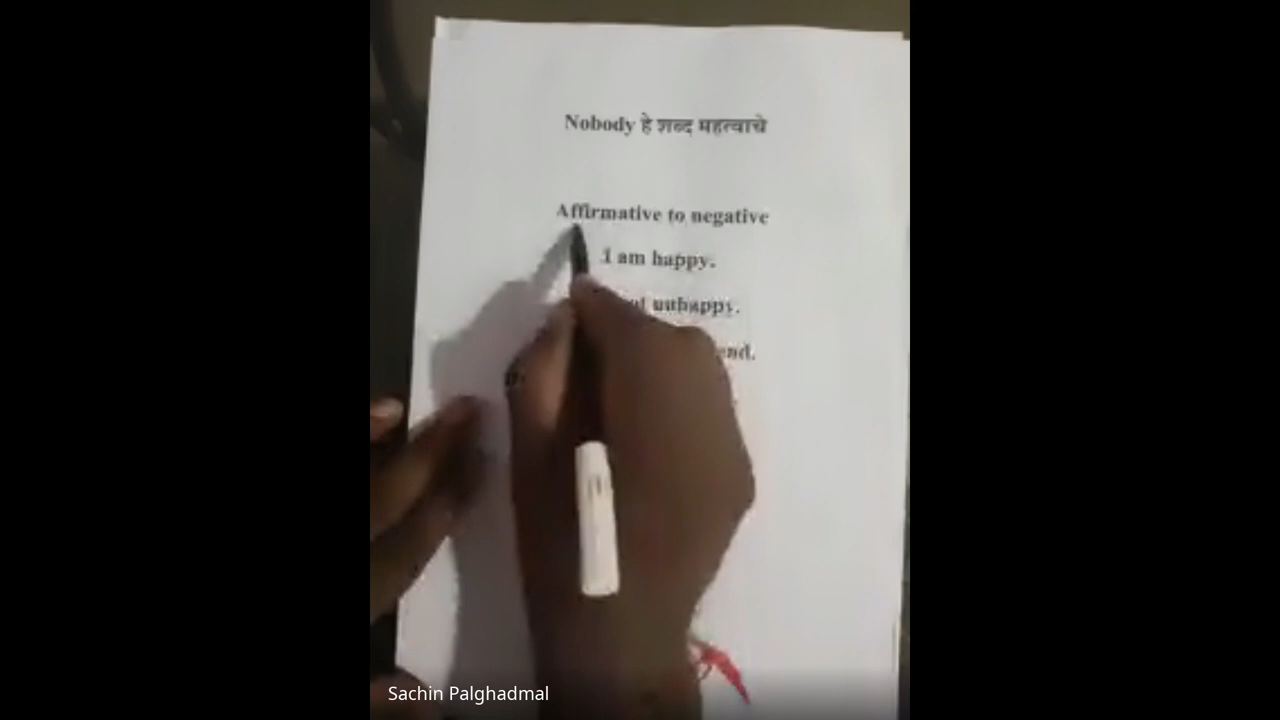 Nobody हे शब्द महत्वाचे
Affirmative to negative
I am happy.
unhappy.
Sachin Palghadmal